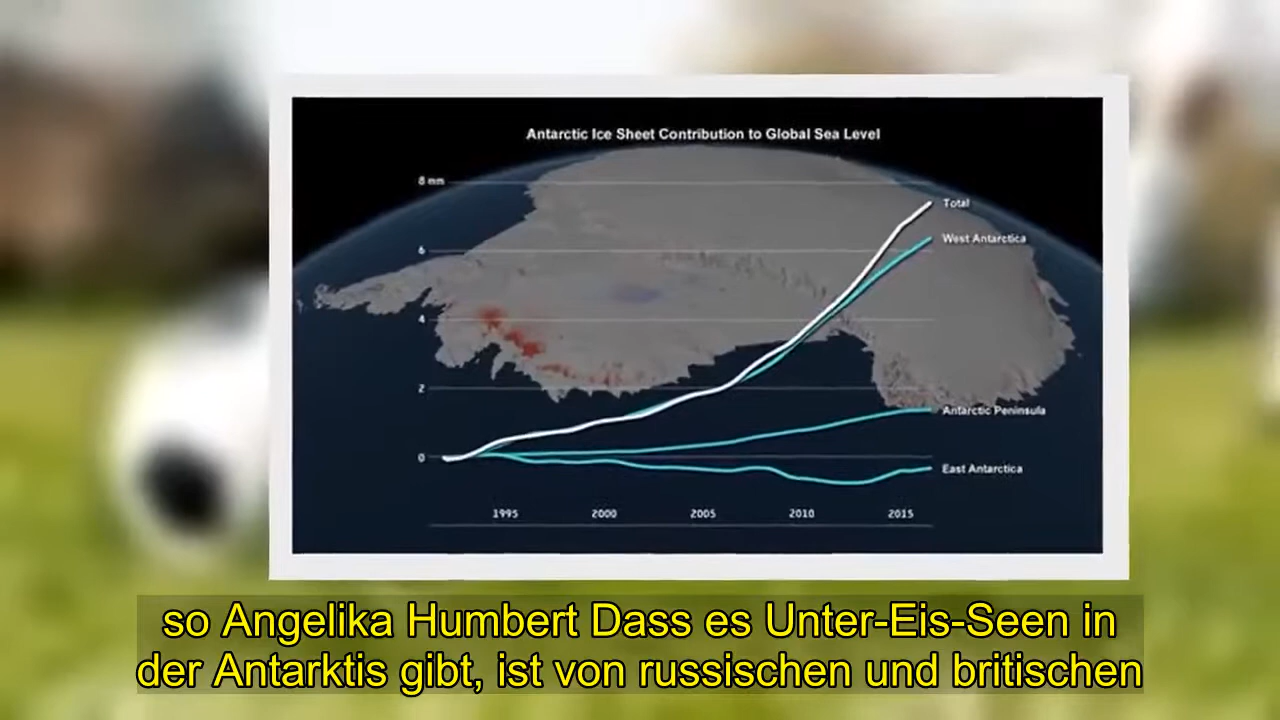 Antarctic Ice Sheet Contribution to Global Sea Level
8 mm
Total
West Antarctica
6
4
2
Antarctic Peninsula
0
East Antarctica
1995 2000 2005 2010 2015
so Angelika Humbert Dass es Unter-Eis-Seen in
der Antarktis gibt, ist von russischen und britischen